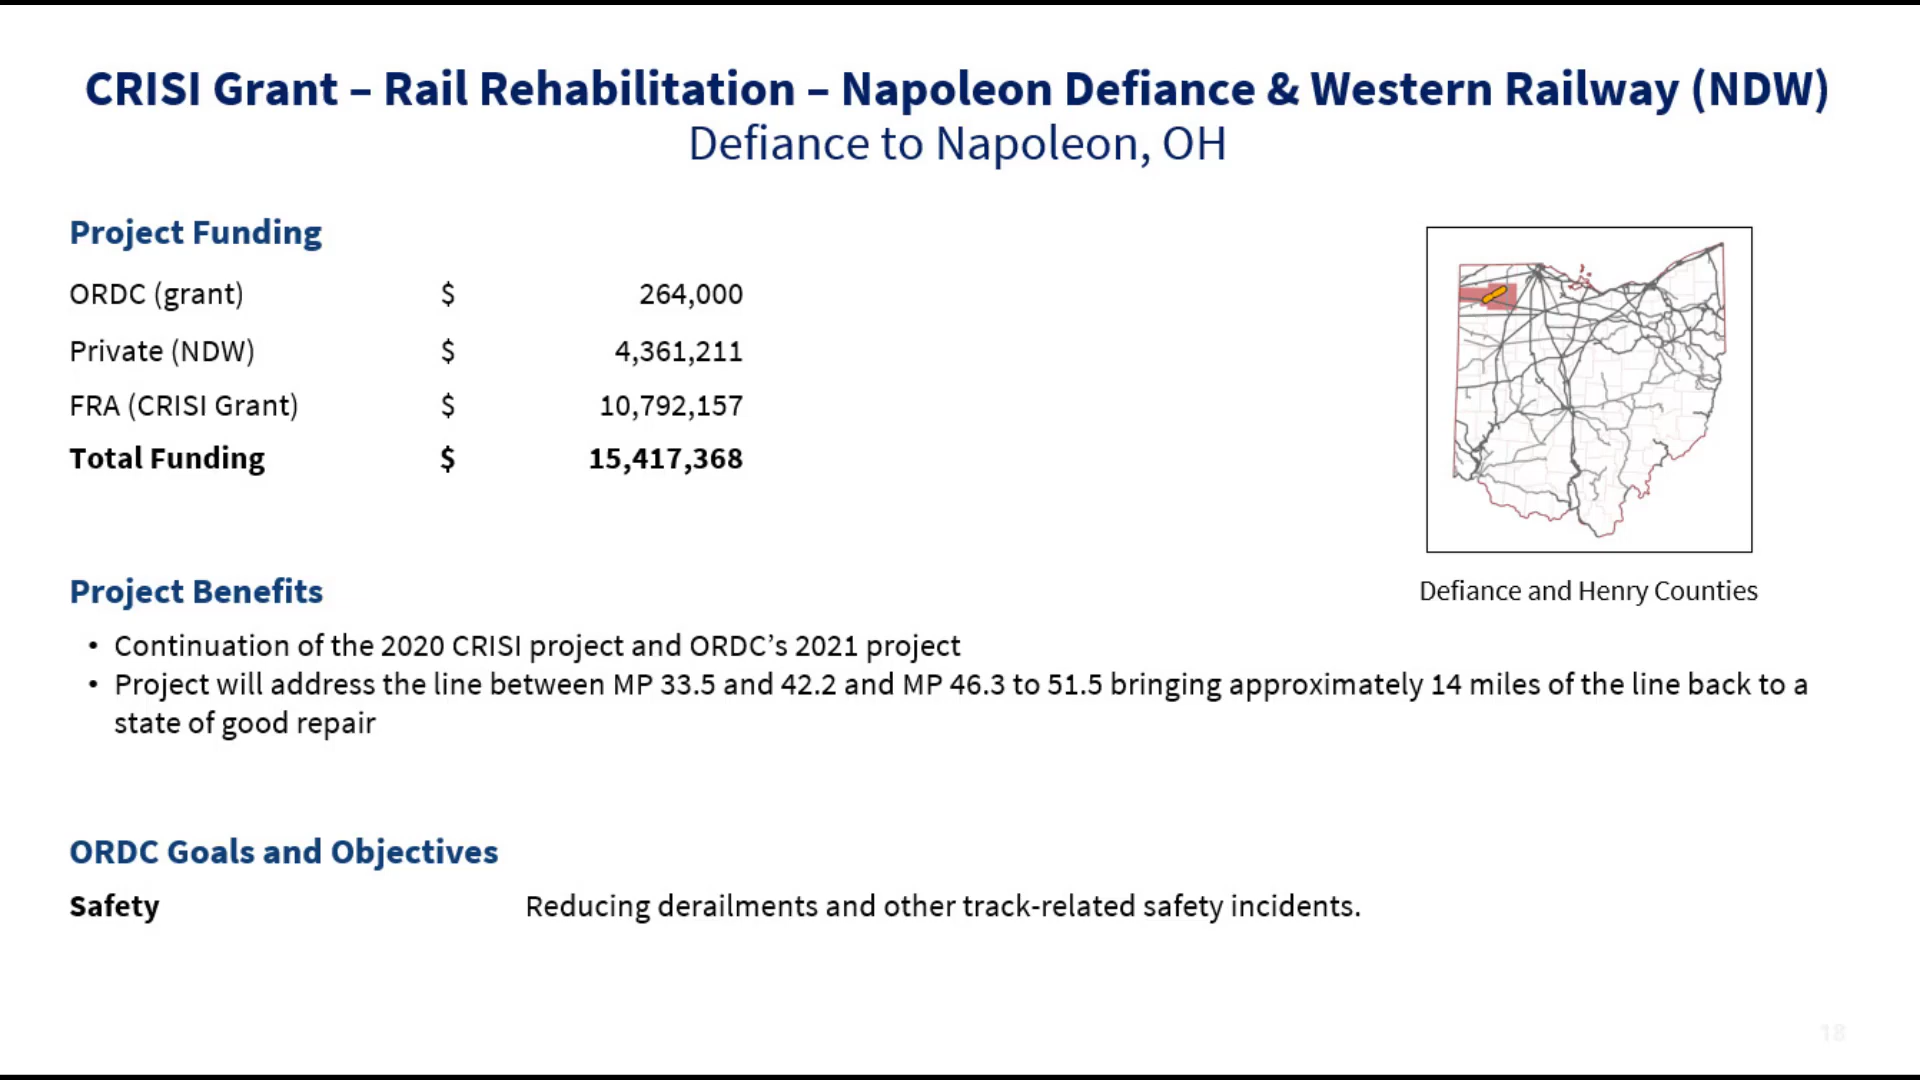 CRISI Grant – Rail Rehabilitation – Napoleon Defiance & Western Railway (NDW)
Defiance to Napoleon, OH
Project Funding
ORDC (grant) $ 264,000
Private (NDW) $ 4,361,211
FRA (CRISI Grant) $ 10,792,157
Total Funding $ 15,417,368
Defiance and Henry Counties
Project Benefits
• Continuation of the 2020 CRISI project and ORDC’s 2021 project
• Project will address the line between MP 33.5 and 42.2 and MP 46.3 to 51.5 bringing approximately 14 miles of the line back to a
state of good repair
ORDC Goals and Objectives
Safety Reducing derailments and other track-related safety incidents.
18